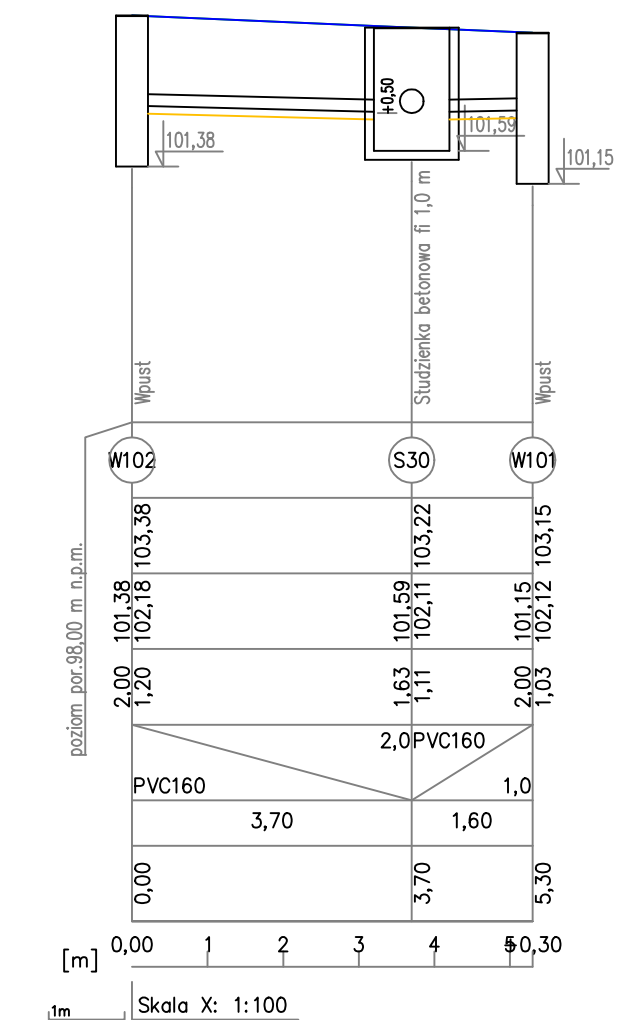 +0,50
101,38
101,59
101,15
Wpust
Studzienka betonowa fi 1,0 m
Wpust
W102
S30
W101
poziom por.98,00 m n.p.m.
103,38
103,22
103,15
101,38
102,18
101,59
102,11
101,15
102,12
2,00
1,20
1,63
1,11
2,00
1,03
2,0
PVC160
PVC160
1,0
3,70
1,60
0,00
3,70
5,30
[m]
0,00
1
2
3
4
5
+0,30
1m
Skala X: 1:100